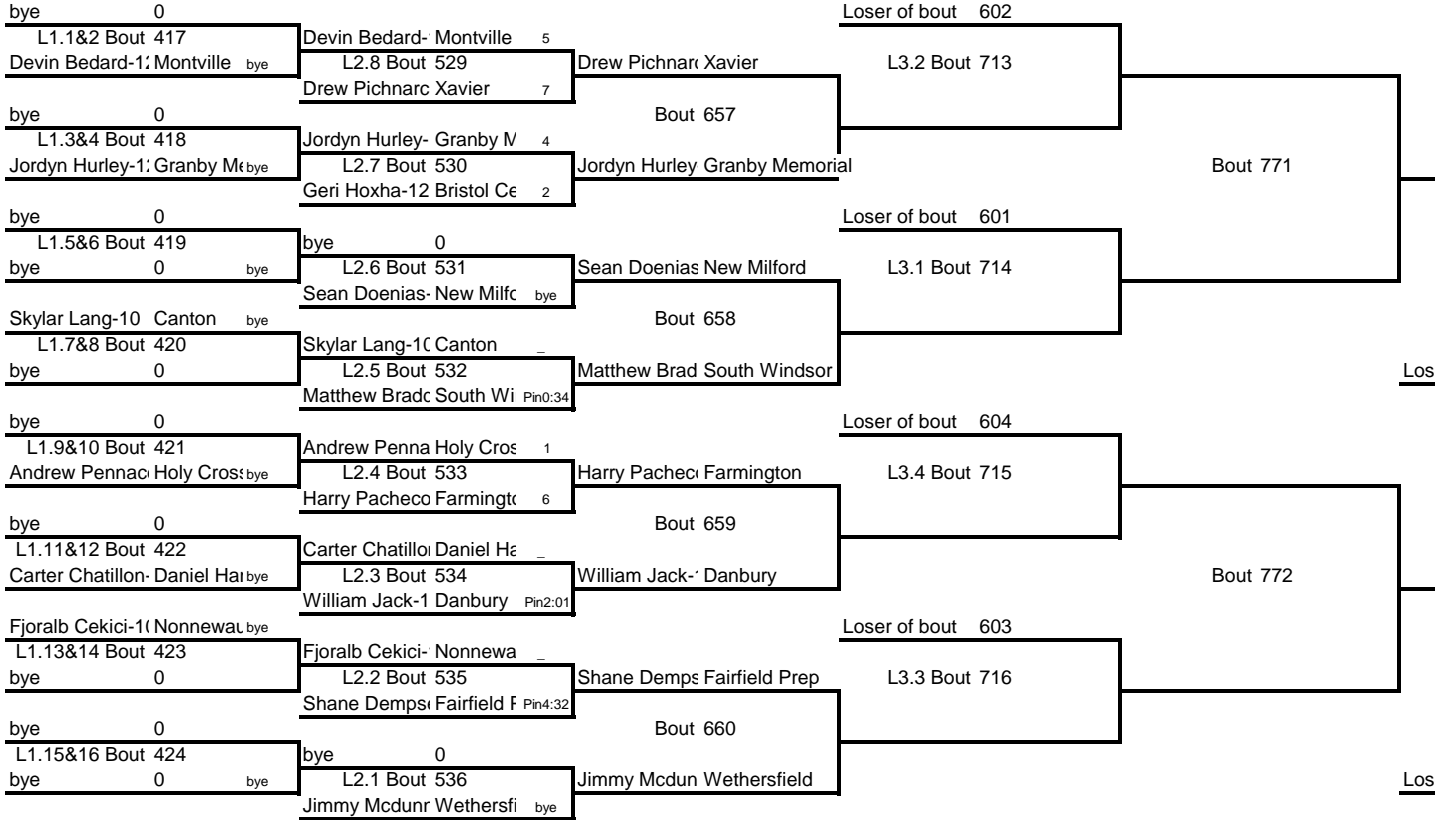 bye 0 Loser of bout 602
L1.1&2 Bout 417 Devin Bedard- Montville 5
Devin Bedard-12 Montville bye L2.8 Bout 529 Drew Pichnarc Xavier L3.2 Bout 713
Drew Pichnarc Xavier 7
bye 0 Bout 657
L1.3&4 Bout 418 Jordyn Hurley- Granby M 4
Jordyn Hurley-12 Granby Me bye L2.7 Bout 530 Jordyn Hurley Granby Memorial Bout 771
Geri Hoxha-12 Bristol Ce 2
bye 0 Loser of bout 601
L1.5&6 Bout 419 bye 0
bye 0 bye L2.6 Bout 531 Sean Doenias New Milford L3.1 Bout 714
Sean Doenias- New Milfo bye
Skylar Lang-10 Canton bye Bout 658
L1.7&8 Bout 420 Skylar Lang-10 Canton _
bye 0 L2.5 Bout 532 Matthew Brad South Windsor Los
Matthew Brado South Wi Pin0:34
bye 0 Loser of bout 604
L1.9&10 Bout 421 Andrew Penna Holy Cros 1
Andrew Pennac Holy Cross bye L2.4 Bout 533 Harry Pacheco Farmington L3.4 Bout 715
Harry Pacheco Farmingto 6
bye 0 Bout 659
L1.11&12 Bout 422 Carter Chatillon Daniel Ha _
Carter Chatillon- Daniel Han bye L2.3 Bout 534 William Jack-1 Danbury Bout 772
William Jack-1 Danbury Pin2:01
Fjoralb Cekici-10 Nonnewau bye Loser of bout 603
L1.13&14 Bout 423 Fjoralb Cekici- Nonnewa _
bye 0 L2.2 Bout 535 Shane Demps Fairfield Prep L3.3 Bout 716
Shane Dempse Fairfield P Pin4:32
bye 0 Bout 660
L1.15&16 Bout 424 bye 0
bye 0 bye L2.1 Bout 536 Jimmy Mcdun Wethersfield Los
Jimmy Mcdunn Wethersfi bye